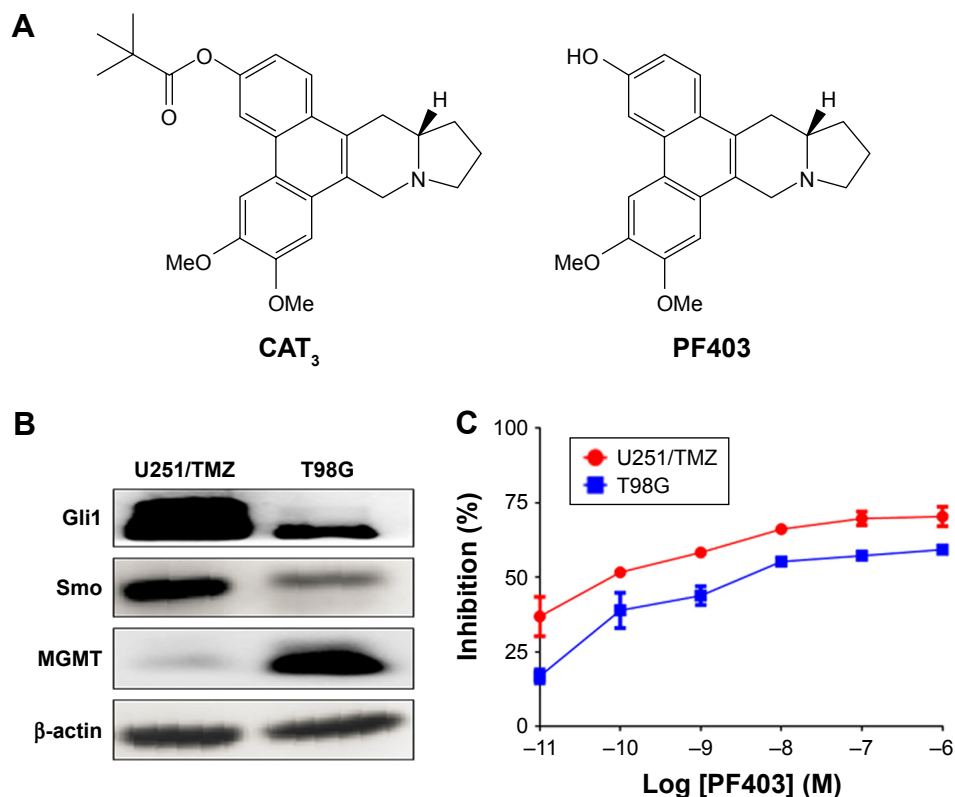 A
O
O
H
N
MeO
OMe
CAT₃
HO
H
N
MeO
OMe
PF403
B
U251/TMZ T98G
Gli1
Smo
MGMT
β-actin
C
100
75
50
25
0
Inhibition (%)
U251/TMZ
T98G
–11 –10 –9 –8 –7 –6
Log [PF403] (M)